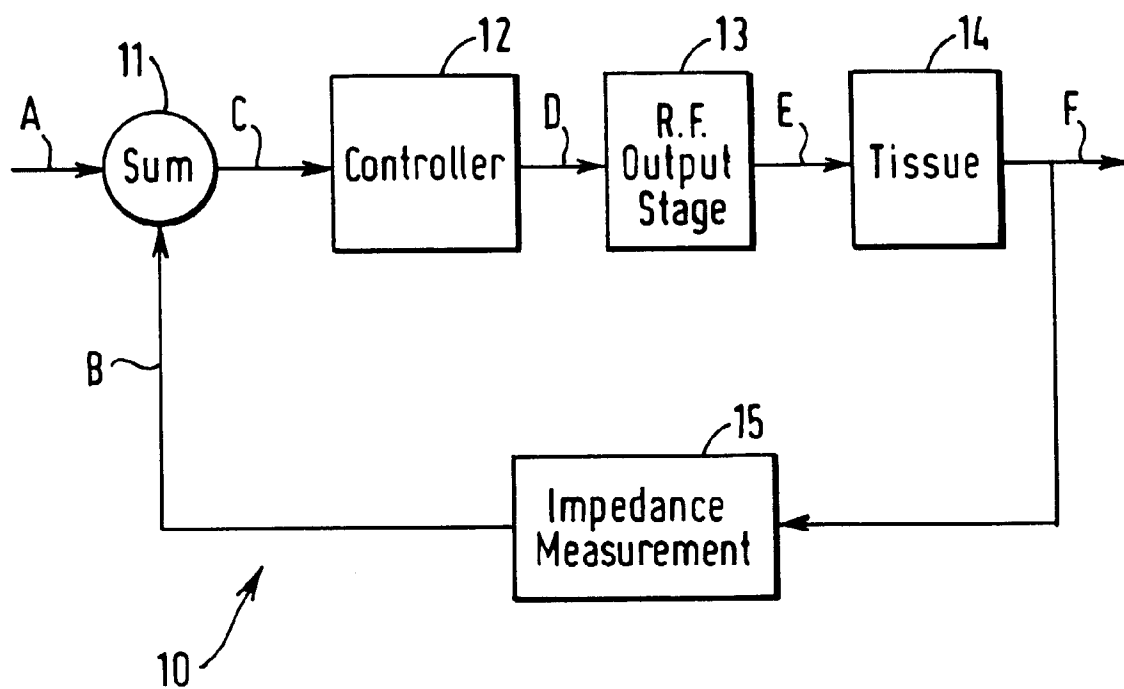 11
12
13
14
A
Sum
C
Controller
D
R.F.
Output
Stage
E
Tissue
F
B
15
Impedance
Measurement
10